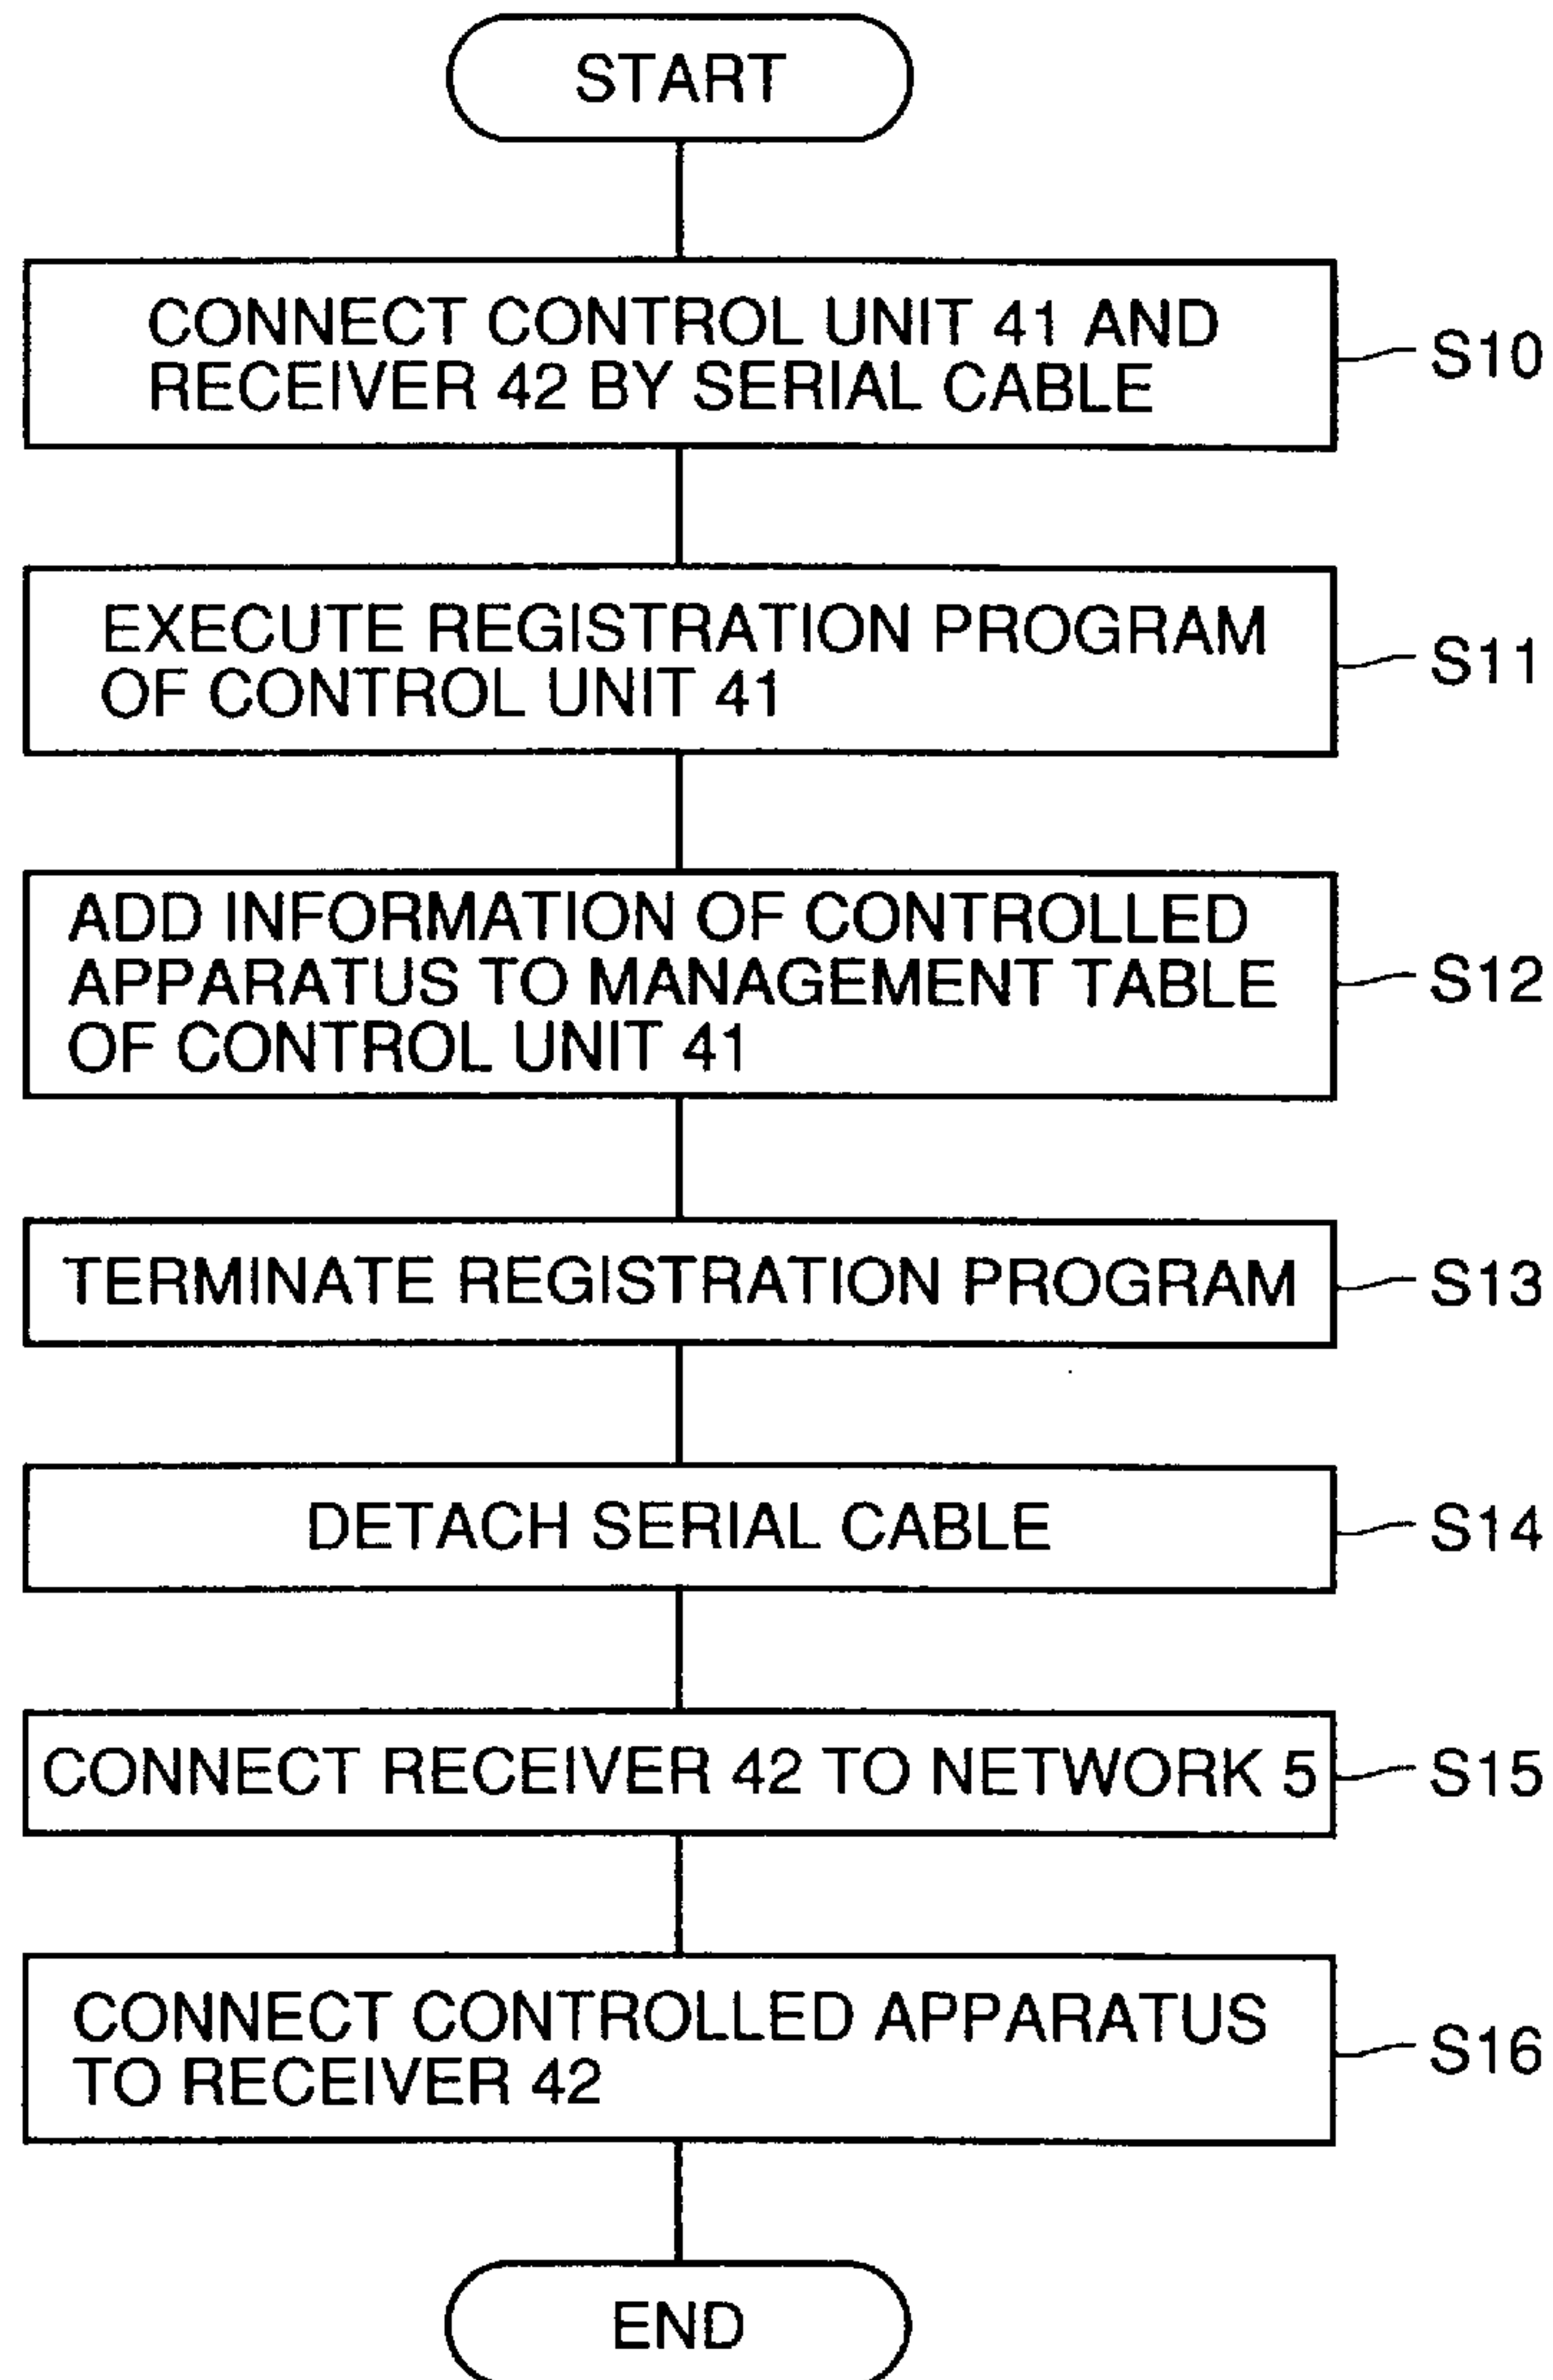 START
CONNECT CONTROL UNIT 41 AND
RECEIVER 42 BY SERIAL CABLE
S10
EXECUTE REGISTRATION PROGRAM
OF CONTROL UNIT 41
S11
ADD INFORMATION OF CONTROLLED
APPARATUS TO MANAGEMENT TABLE
OF CONTROL UNIT 41
S12
TERMINATE REGISTRATION PROGRAM
S13
DETACH SERIAL CABLE
S14
CONNECT RECEIVER 42 TO NETWORK 5
S15
CONNECT CONTROLLED APPARATUS
TO RECEIVER 42
S16
END